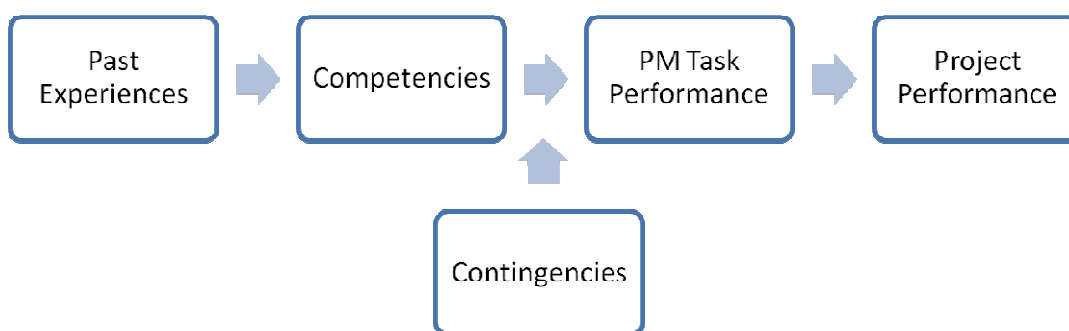 Past
Experiences
Competencies
PM Task
Performance
Project
Performance
Contingencies